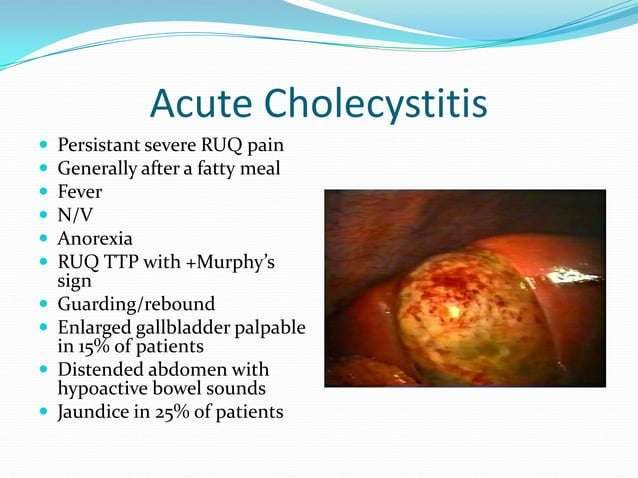 Acute Cholecystitis
Persistant severe RUQ pain
Generally after a fatty meal
Fever
N/V
Anorexia
RUQ TTP with +Murphy's
sign
Guarding/rebound
Enlarged gallbladder palpable
in 15% of patients
Distended abdomen with
hypoactive bowel sounds
Jaundice in 25% of patients